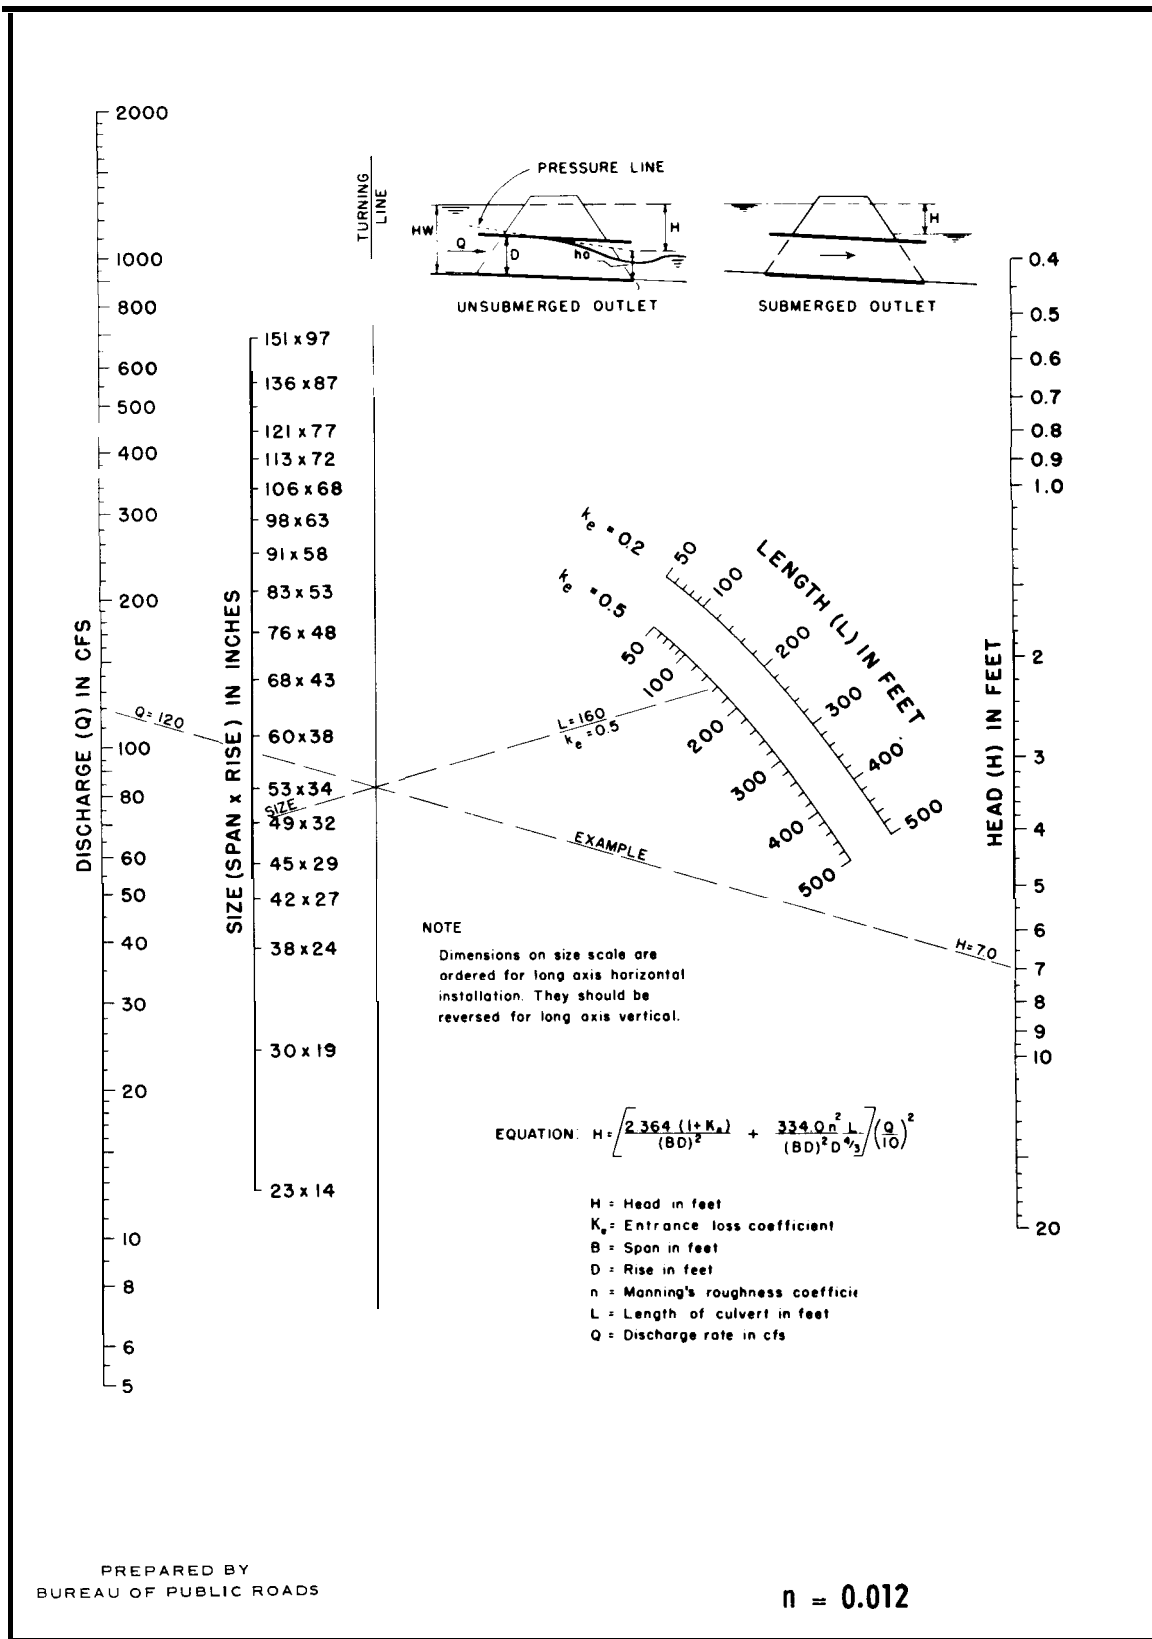 2000
1000
800
600
500
400
300
200
100
80
60
50
40
30
20
10
8
6
5
DISCHARGE (Q) IN CFS
151 x 97
136 x 87
121 x 77
113 x 72
106 x 68
98 x 63
91 x 58
83 x 53
76 x 48
68 x 43
60 x 38
53 x 34
49 x 32
45 x 29
42 x 27
38 x 24
30 x 19
23 x 14
SIZE (SPAN x RISE) IN INCHES
TURNING
LINE
PRESSURE LINE
HW
Q
D
ho
H
UNSUBMERGED OUTLET
H
SUBMERGED OUTLET
0.4
0.5
0.6
0.7
0.8
0.9
1.0
2
3
4
5
6
7
8
9
10
20
HEAD (H) IN FEET
ke = 0.2
ke = 0.5
50
100
200
300
400
500
LENGTH (L) IN FEET
50
100
200
300
400
500
Q = 120
L = 160
ke = 0.5
SIZE
EXAMPLE
H = 7.0
NOTE
Dimensions on size scale are
ordered for long axis horizontal
installation. They should be
reversed for long axis vertical.
EQUATION: H = [2.364 (1 + Ke) / (BD)² + 334.0 n² L / (BD)² D^4/3] (Q/10)²
H = Head in feet
Ke = Entrance loss coefficient
B = Span in feet
D = Rise in feet
n = Manning's roughness coefficie
L = Length of culvert in feet
Q = Discharge rate in cfs
PREPARED BY
BUREAU OF PUBLIC ROADS
n = 0.012